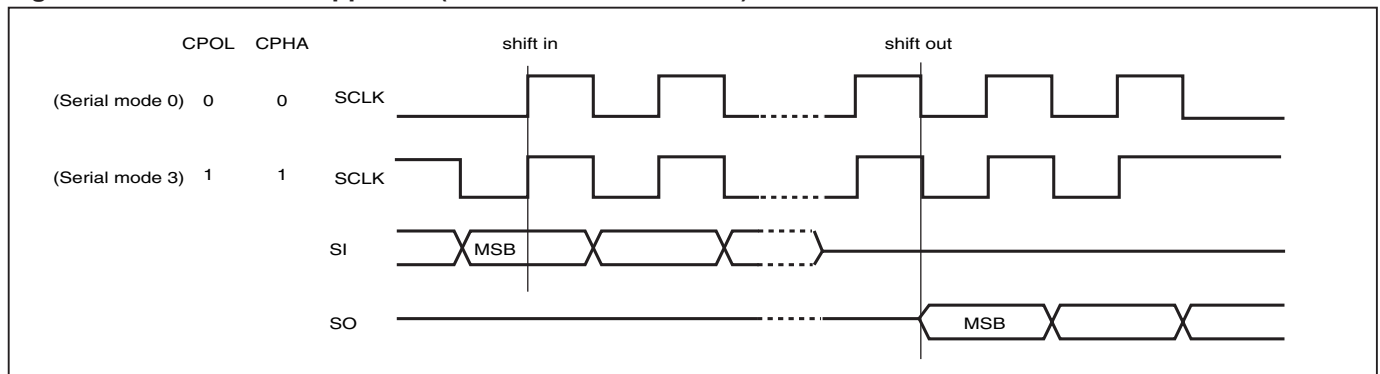 CPOL CPHA shift in shift out
(Serial mode 0) 0 0 SCLK
(Serial mode 3) 1 1 SCLK
SI MSB
SO MSB